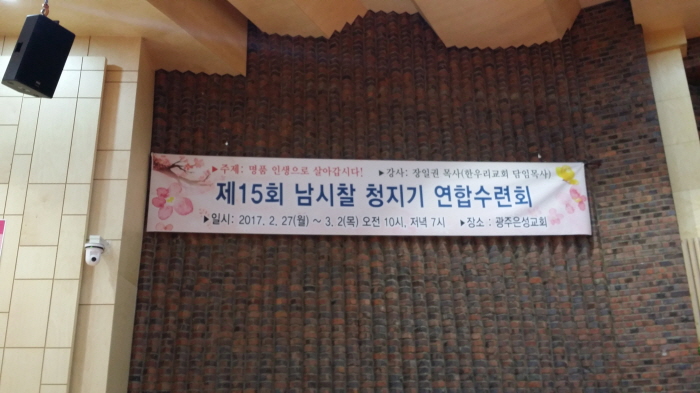 ▶주제: 명품 인생으로 살아갑시다! ▶강사: 장일권 목사(한우리교회 담임목사)
제15회 남시찰 청지기 연합수련회
▶일시: 2017. 2. 27(월) ~ 3. 2(목) 오전 10시, 저녁 7시 ▶장소 : 광주은성교회